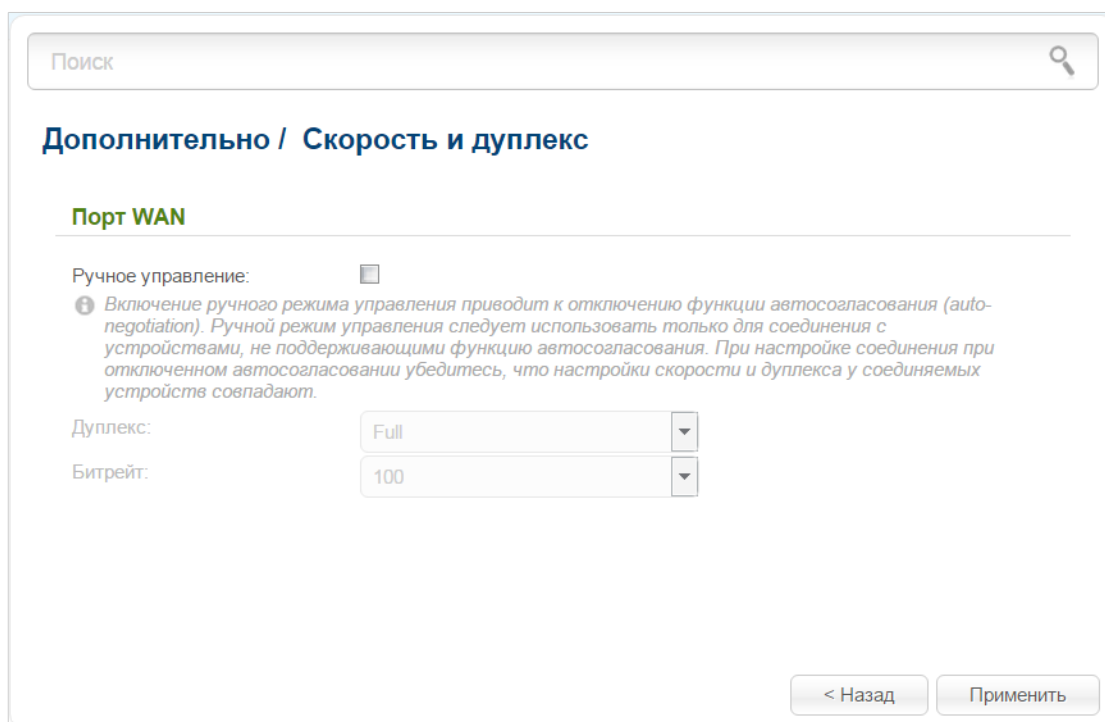 Поиск
Дополнительно / Скорость и дуплекс
Порт WAN
Ручное управление:
Включение ручного режима управления приводит к отключению функции автосогласования (auto-
negotiation). Ручной режим управления следует использовать только для соединения с
устройствами, не поддерживающими функцию автосогласования. При настройке соединения при
отключенном автосогласовании убедитесь, что настройки скорости и дуплекса у соединяемых
устройств совпадают.
Дуплекс: Full
Битрейт: 100
< Назад Применить